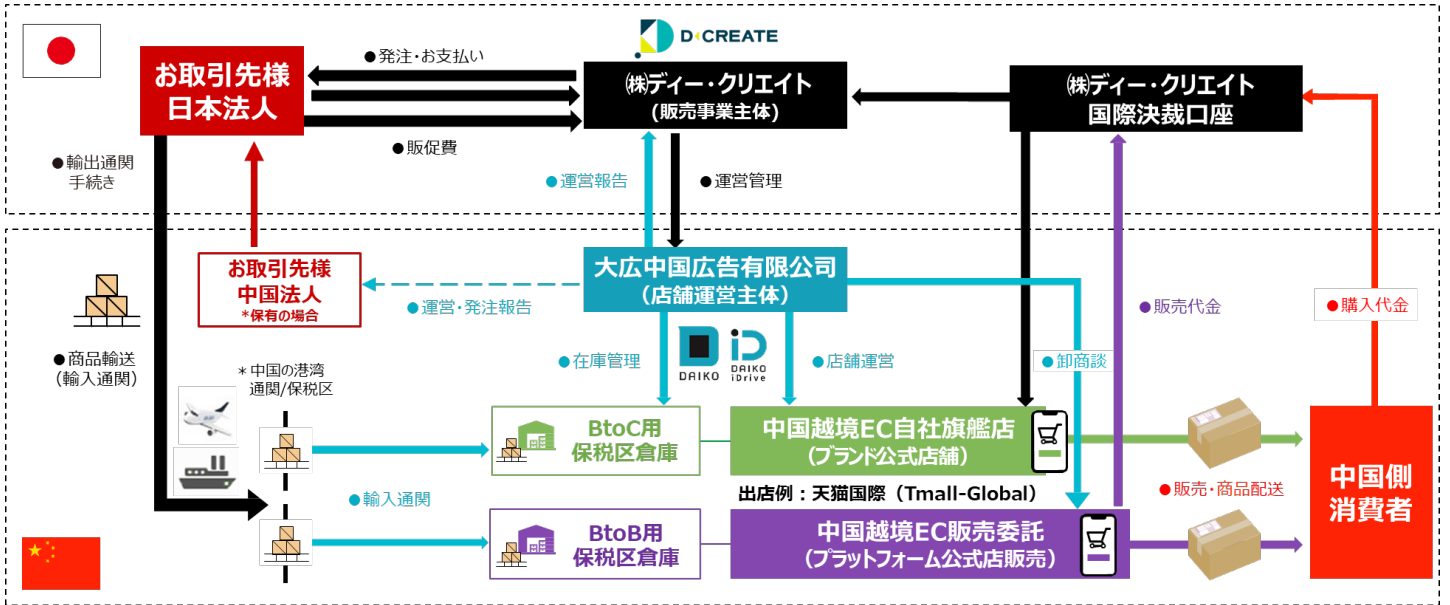 D‹CREATE
お取引先様
日本法人
●発注・お支払い
㈱ディー・クリエイト
(販売事業主体)
㈱ディー・クリエイト
国際決裁口座
●販促費
●輸出通関
手続き
●運営報告
●運営管理
お取引先様
中国法人
*保有の場合
●運営・発注報告
大広中国広告有限公司
(店舗運営主体)
●販売代金
●購入代金
●商品輸送
(輸入通関)
*中国の港湾
通関/保税区
●在庫管理
DAIKO
DAIKO
iDrive
●店舗運営
●卸商談
BtoC用
保税区倉庫
中国越境EC自社旗艦店
(ブランド公式店舗)
出店例：天猫国際（Tmall-Global）
●輸入通関
●販売・商品配送
中国側
消費者
BtoB用
保税区倉庫
中国越境EC販売委託
(プラットフォーム公式店販売)